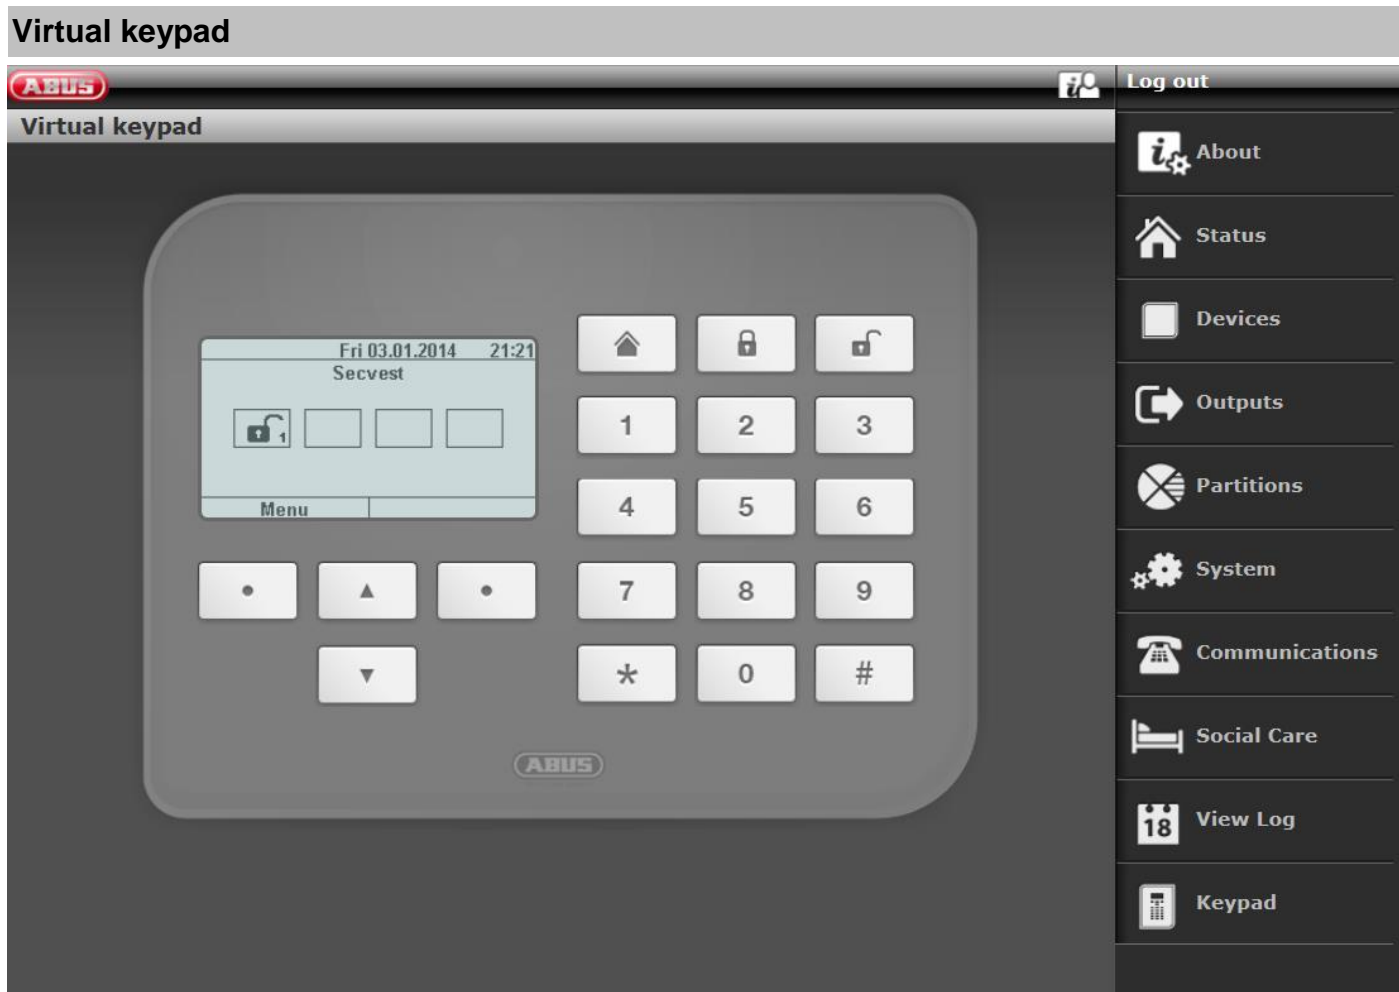 Virtual keypad
ABUS
Log out
Virtual keypad
About
Status
Devices
Outputs
Partitions
System
Communications
Social Care
18
View Log
Keypad
Fri 03.01.2014 21:21
Secvest
1
Menu
1 2 3
4 5 6
7 8 9
* 0 #
ABUS